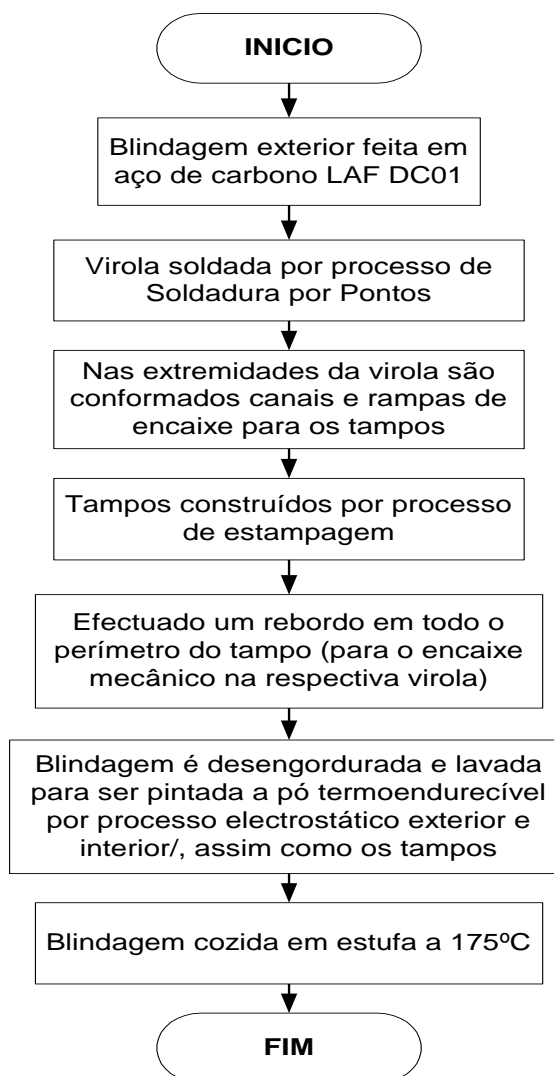 INICIO
Blindagem exterior feita em
aço de carbono LAF DC01
Virola soldada por processo de
Soldadura por Pontos
Nas extremidades da virola são
conformados canais e rampas de
encaixe para os tampos
Tampos construídos por processo
de estampagem
Efectuado um rebordo em todo o
perímetro do tampo (para o encaixe
mecânico na respectiva virola)
Blindagem é desengordurada e lavada
para ser pintada a pó termoendurecível
por processo electrostático exterior e
interior/, assim como os tampos
Blindagem cozida em estufa a 175ºC
FIM